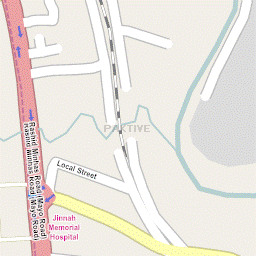 PAKTIVE
Rashid Minhas Road (Mayo Road)
Rashid Minhas Road (Mayo Road)
Local Street
Jinnah
Memorial
Hospital